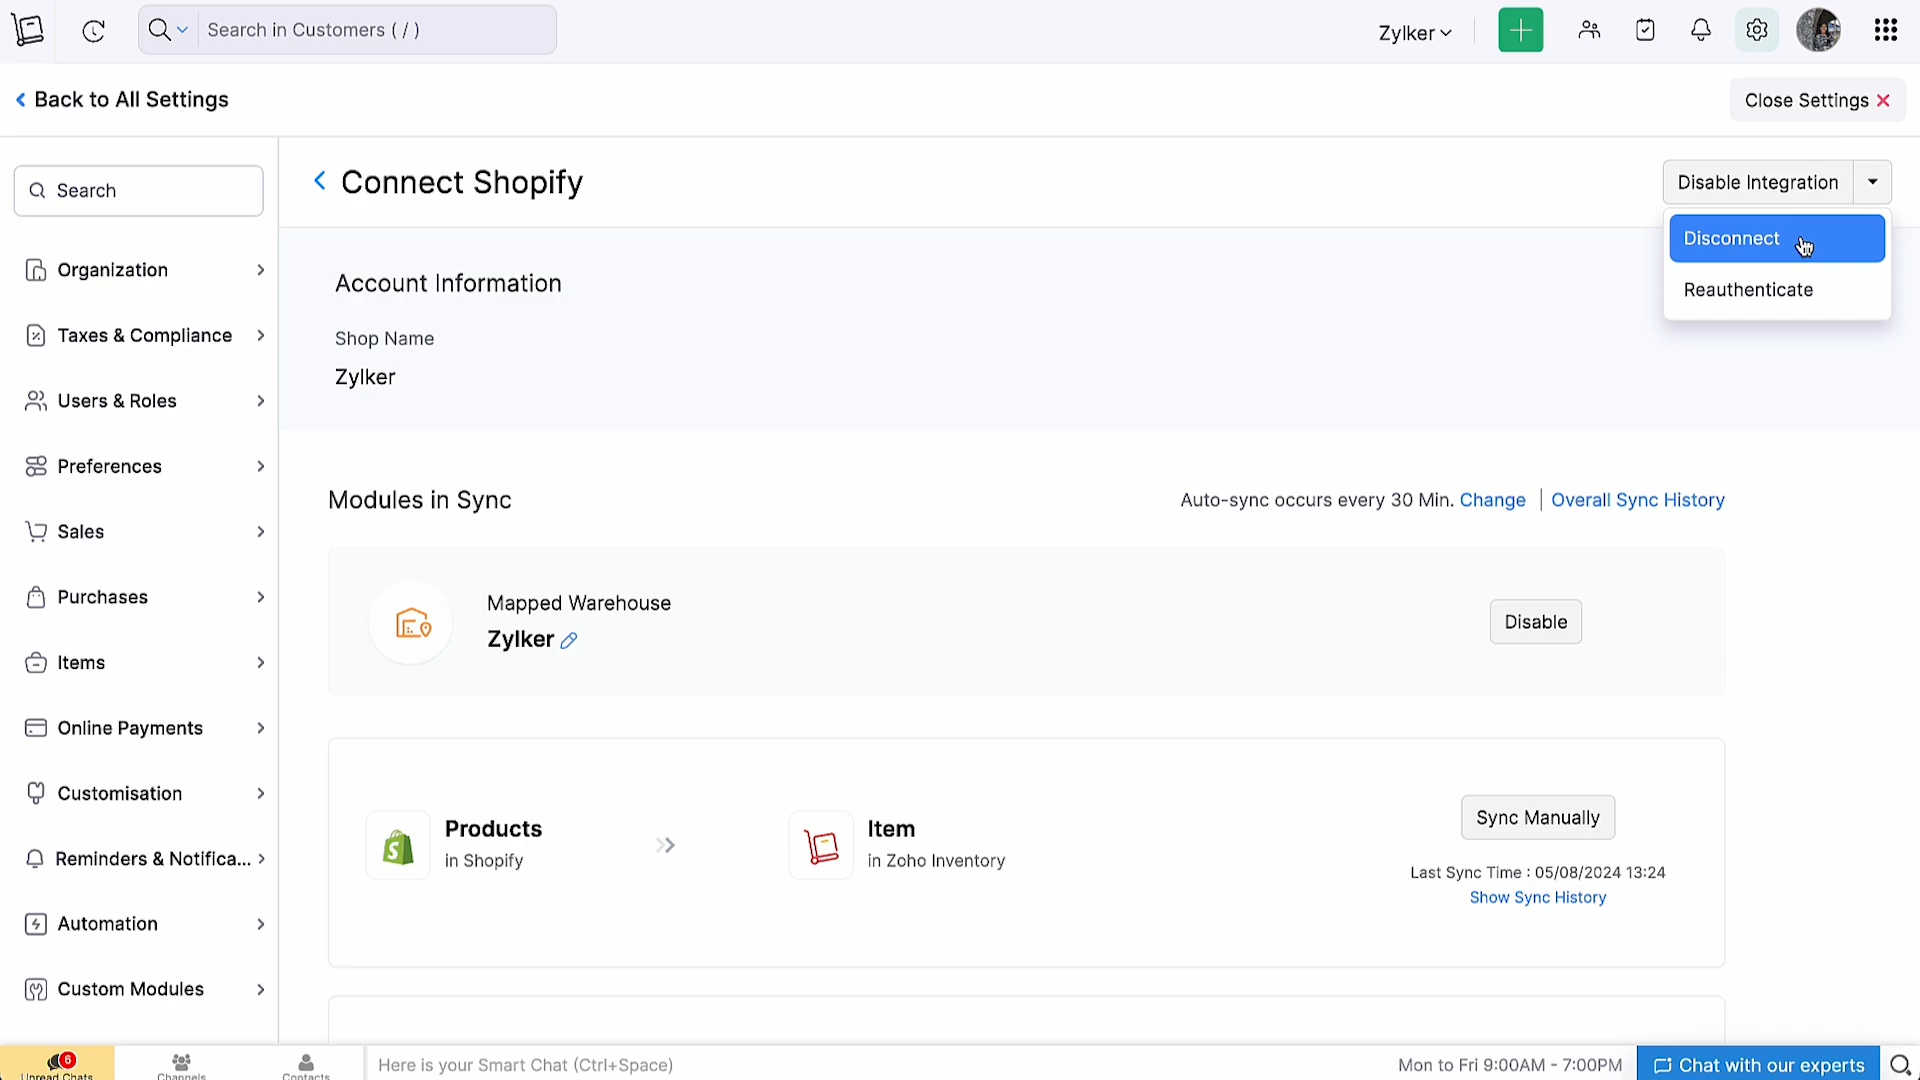 Search in Customers ( / )
Zylker
Back to All Settings
Close Settings
Search
Organization
Taxes & Compliance
Users & Roles
Preferences
Sales
Purchases
Items
Online Payments
Customisation
Reminders & Notifica...
Automation
Custom Modules
Connect Shopify
Disable Integration
Disconnect
Reauthenticate
Account Information
Shop Name
Zylker
Modules in Sync
Auto-sync occurs every 30 Min. Change | Overall Sync History
Mapped Warehouse
Zylker
Disable
Products
in Shopify
Item
in Zoho Inventory
Sync Manually
Last Sync Time : 05/08/2024 13:24
Show Sync History
6
Unread Chats
Channels
Contacts
Here is your Smart Chat (Ctrl+Space)
Mon to Fri 9:00AM - 7:00PM
Chat with our experts